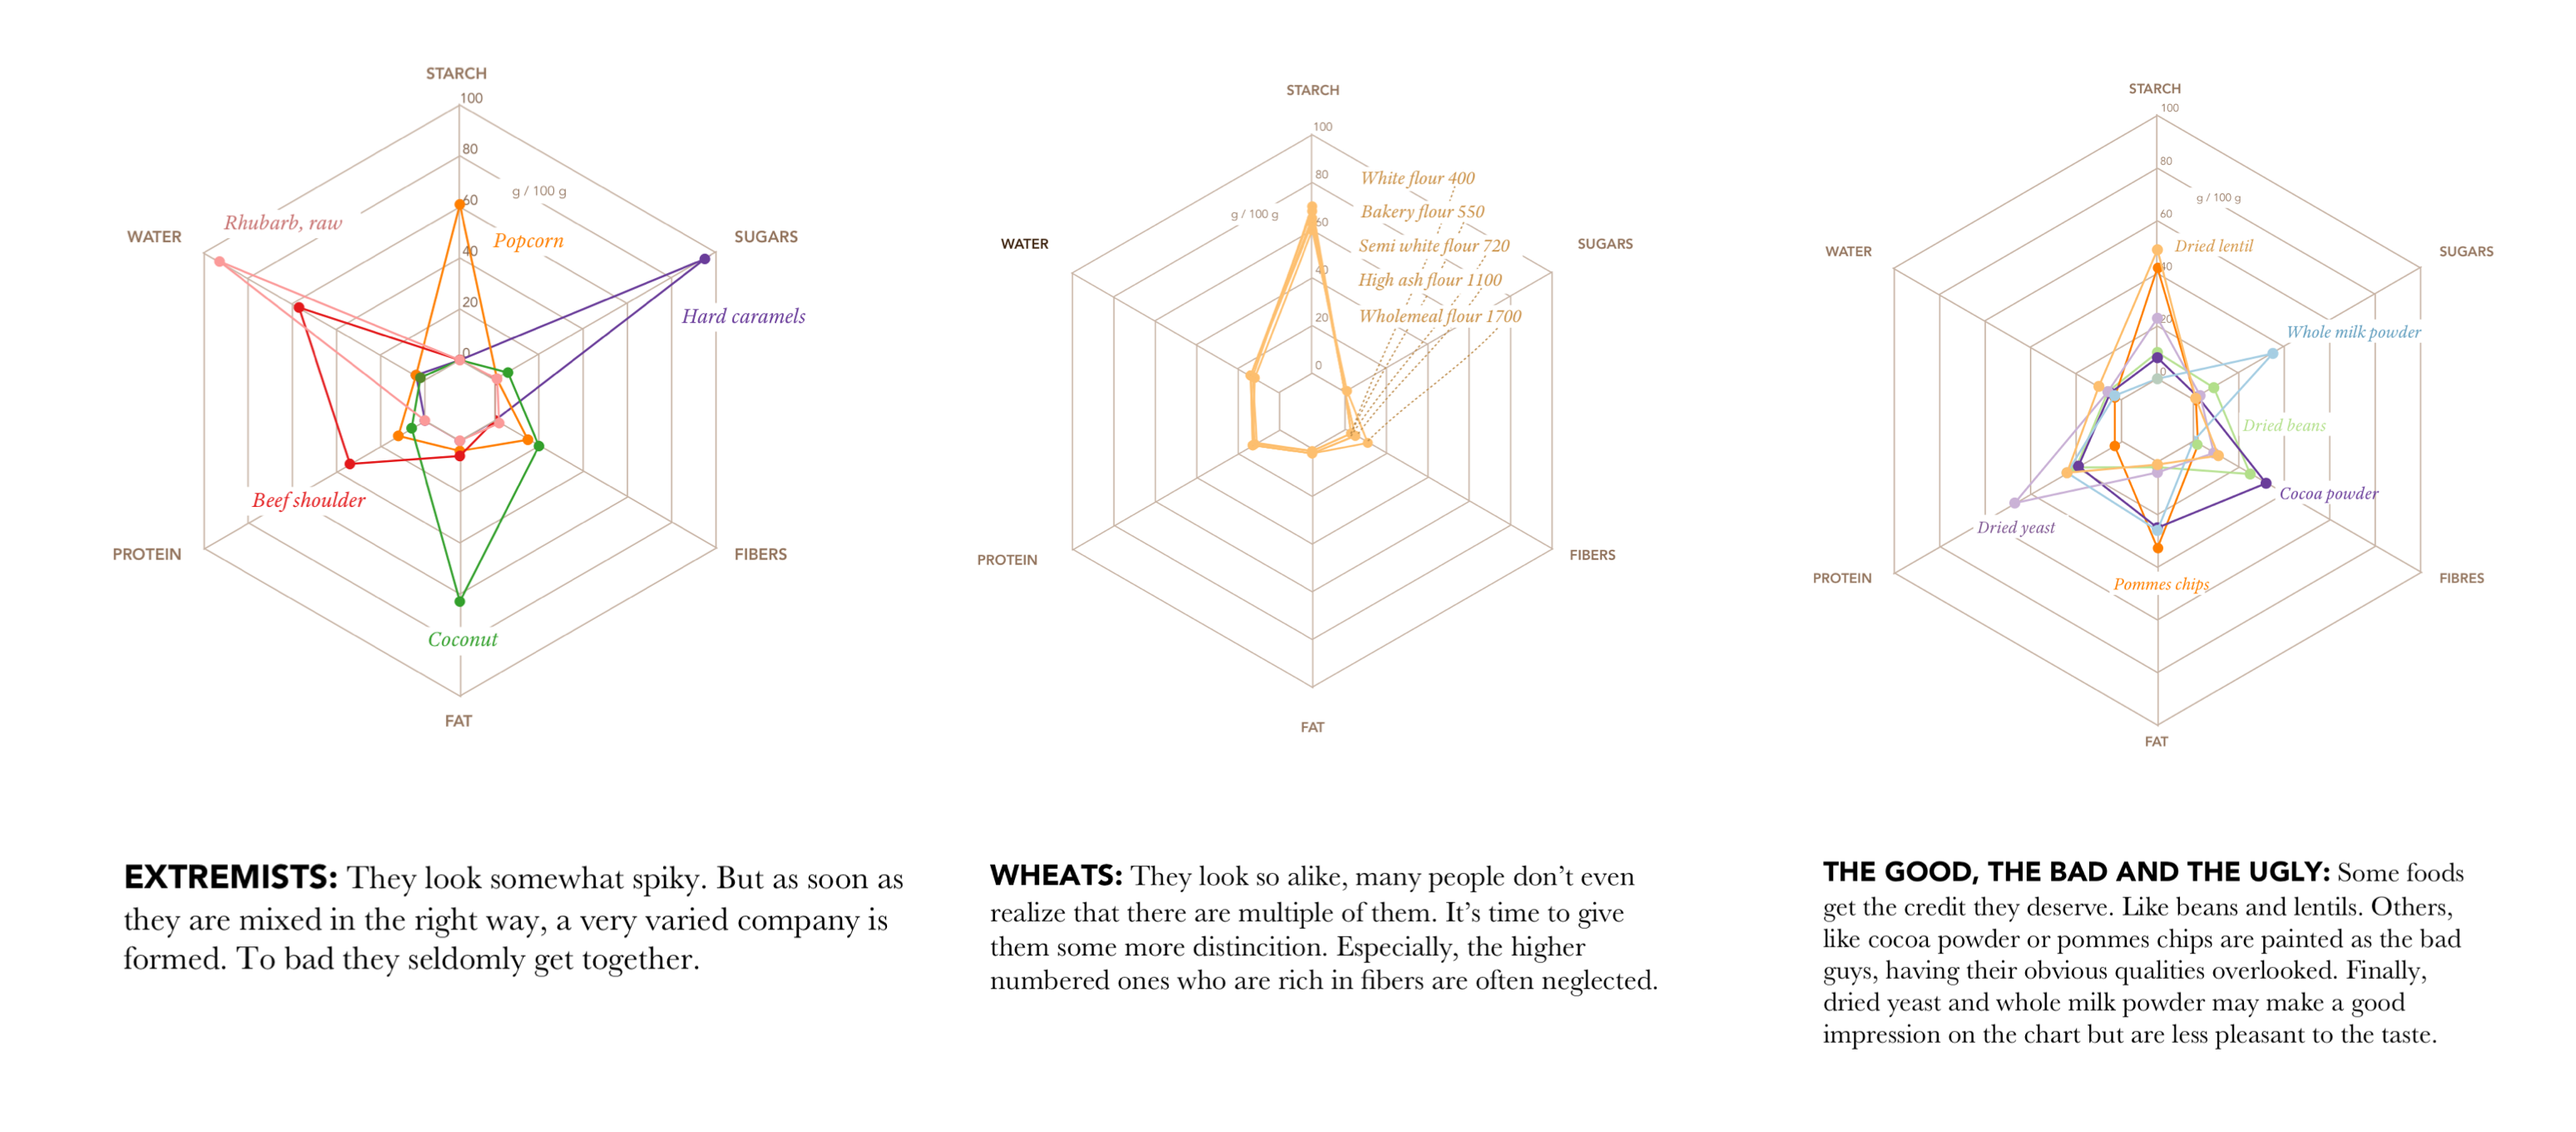 STARCH
100
80
g / 100 g
60
Rhubarb, raw
WATER
SUGARS
Popcorn
40
20
Hard caramels
0
Beef shoulder
PROTEIN
FIBERS
Coconut
FAT
EXTREMISTS: They look somewhat spiky. But as soon as
they are mixed in the right way, a very varied company is
formed. To bad they seldomly get together.
STARCH
100
80
White flour 400
g / 100 g
Bakery flour 550
60
WATER
Semi white flour 720
SUGARS
40
High ash flour 1100
20
Wholemeal flour 1700
0
PROTEIN
FIBERS
FAT
WHEATS: They look so alike, many people don’t even
realize that there are multiple of them. It’s time to give
them some more distincition. Especially, the higher
numbered ones who are rich in fibers are often neglected.
STARCH
100
80
g / 100 g
60
WATER
Dried lentil
SUGARS
40
20
Whole milk powder
0
Dried beans
Cocoa powder
Dried yeast
PROTEIN
Pommes chips
FIBRES
FAT
THE GOOD, THE BAD AND THE UGLY: Some foods
get the credit they deserve. Like beans and lentils. Others,
like cocoa powder or pommes chips are painted as the bad
guys, having their obvious qualities overlooked. Finally,
dried yeast and whole milk powder may make a good
impression on the chart but are less pleasant to the taste.